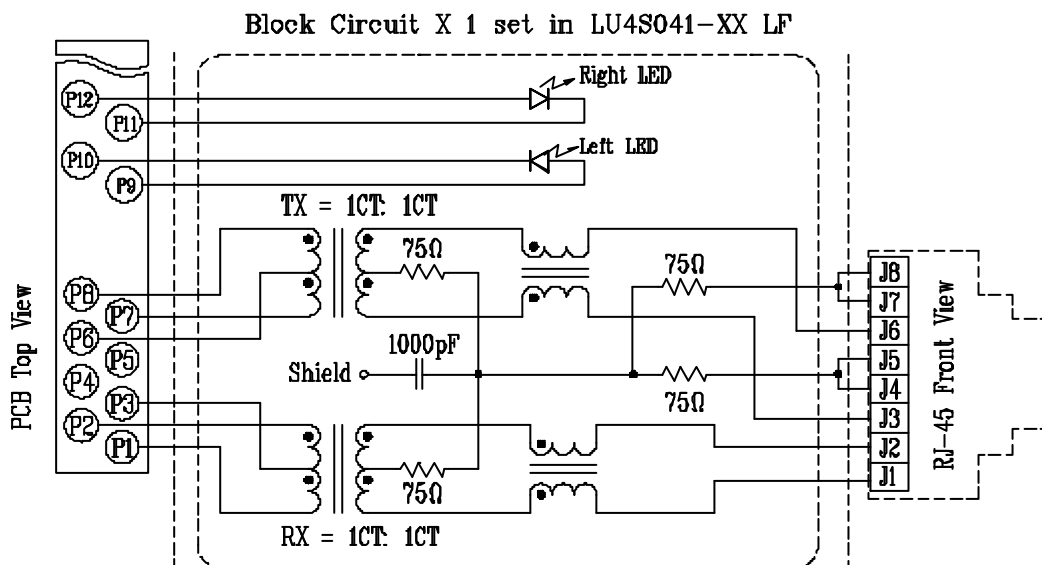 Block Circuit X 1 set in LU4S041-XX LF
P12
Right LED
P11
P10
Left LED
P9
TX = 1CT: 1CT
75Ω
75Ω
P8
P7
P6
P5
P4
P3
P2
P1
PCB Top View
1000pF
Shield
75Ω
75Ω
RX = 1CT: 1CT
J8
J7
J6
J5
J4
J3
J2
J1
RJ-45 Front View